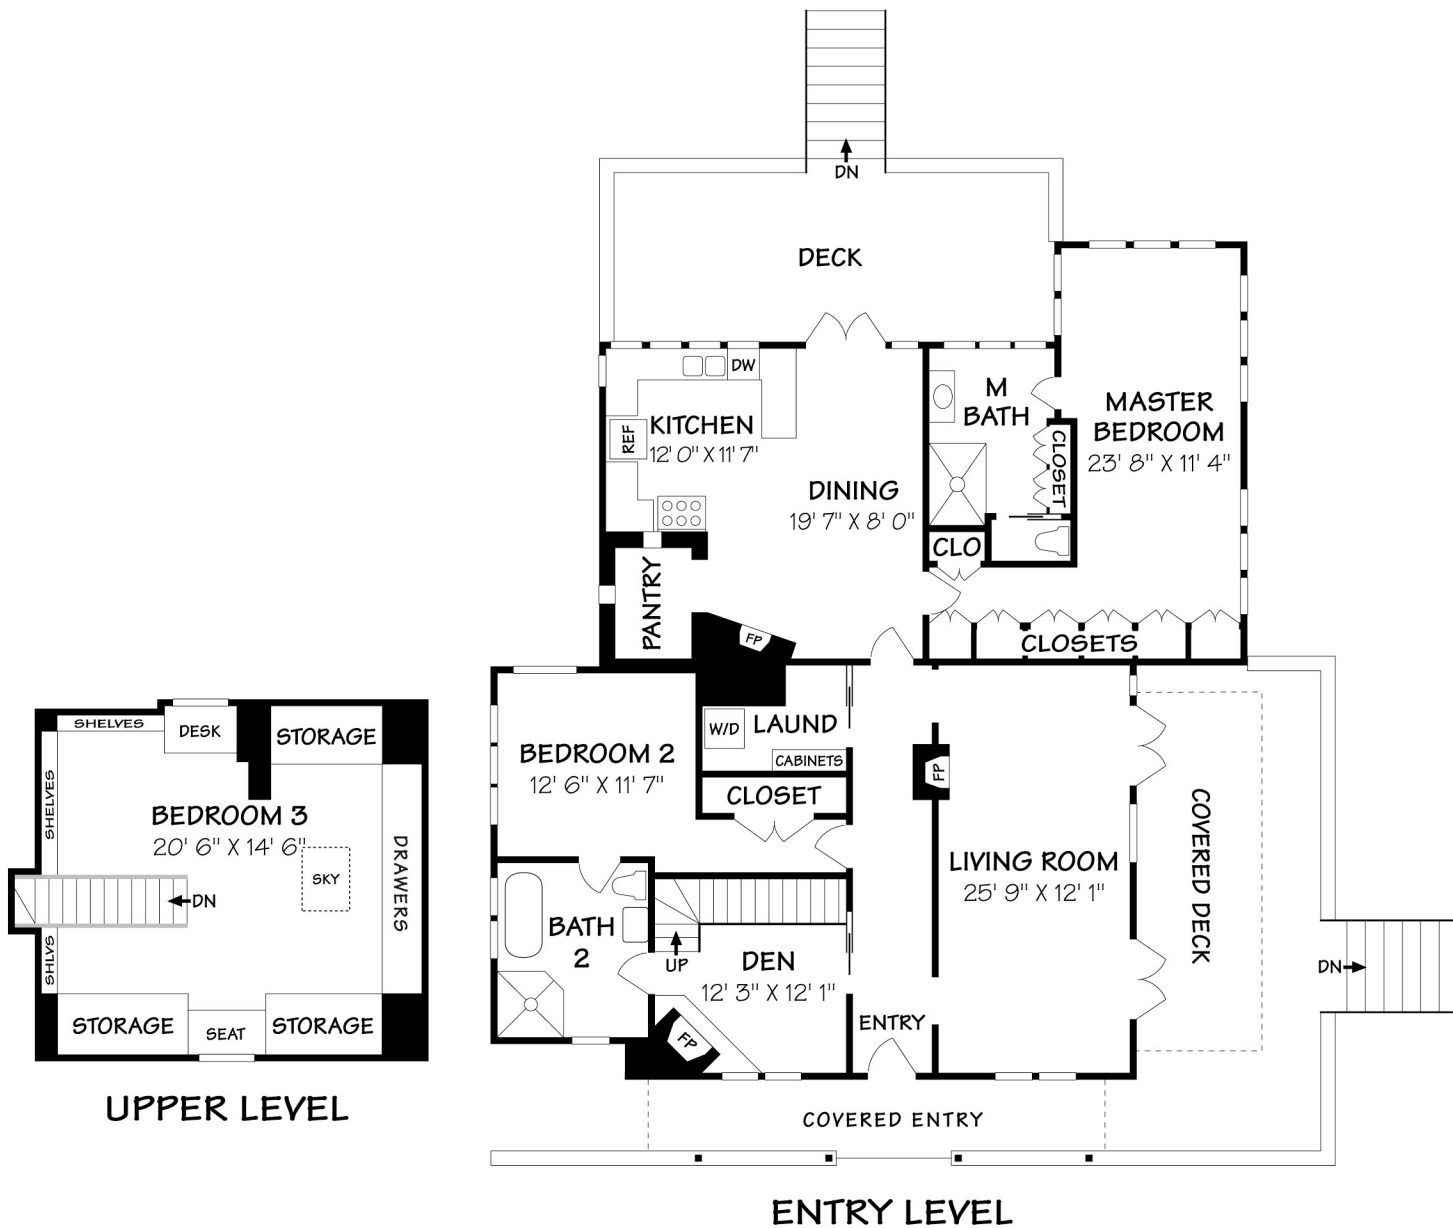 DN
DECK
DW
KITCHEN
12' 0" X 11' 7"
REF
M
BATH
CLOSET
MASTER
BEDROOM
23' 8" X 11' 4"
DINING
19' 7" X 8' 0"
CLO
PANTRY
FP
CLOSETS
BEDROOM 2
12' 6" X 11' 7"
W/D
LAUND
CABINETS
CLOSET
FP
LIVING ROOM
25' 9" X 12' 1"
COVERED DECK
DN
BATH
2
UP
DEN
12' 3" X 12' 1"
FP
ENTRY
COVERED ENTRY
ENTRY LEVEL
SHELVES
DESK
STORAGE
SHELVES
BEDROOM 3
20' 6" X 14' 6"
SKY
DRAWERS
DN
SHLVS
STORAGE
SEAT
STORAGE
UPPER LEVEL